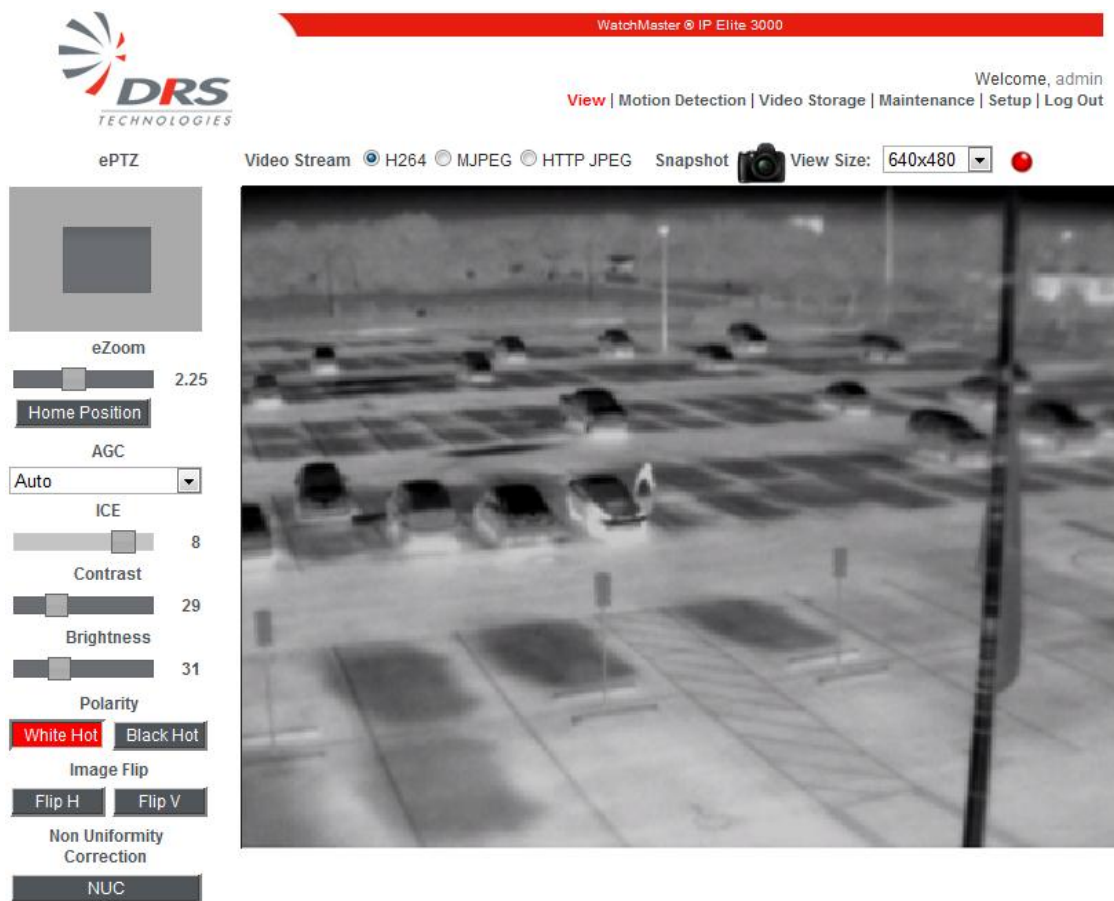 WatchMaster ® IP Elite 3000
DRS
TECHNOLOGIES
Welcome, admin
View | Motion Detection | Video Storage | Maintenance | Setup | Log Out
ePTZ
Video Stream H264 MJPEG HTTP JPEG Snapshot View Size: 640x480
eZoom
2.25
Home Position
AGC
Auto
ICE
8
Contrast
29
Brightness
31
Polarity
White Hot Black Hot
Image Flip
Flip H Flip V
Non Uniformity
Correction
NUC